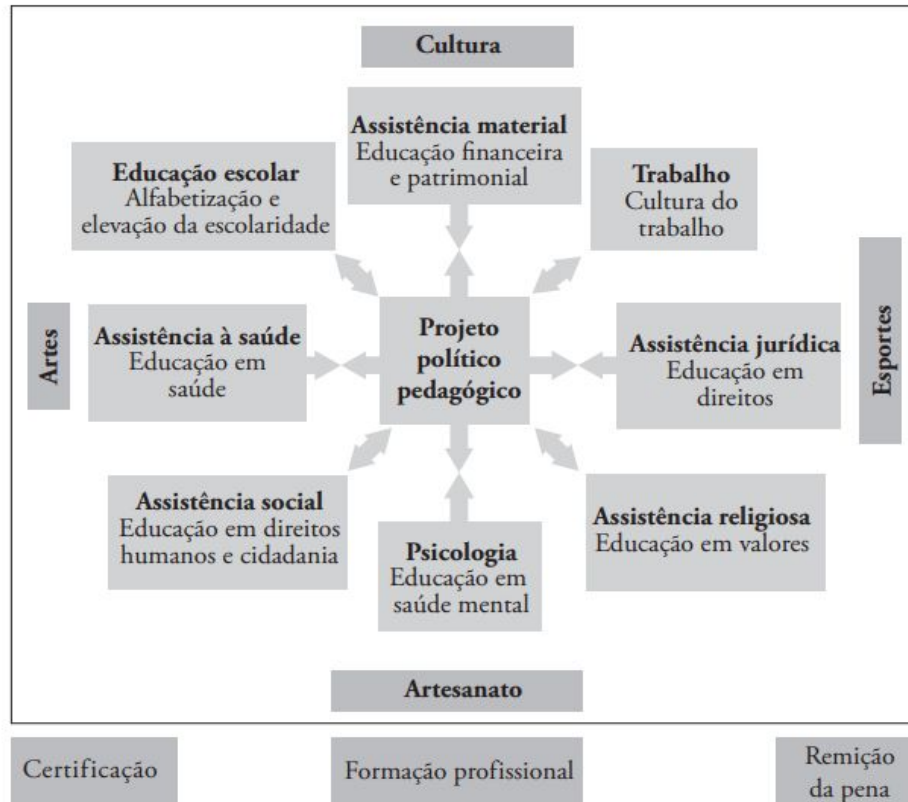 Cultura
Assistência material
Educação financeira
e patrimonial
Educação escolar
Alfabetização e
elevação da escolaridade
Trabalho
Cultura do
trabalho
Artes
Assistência à saúde
Educação em
saúde
Projeto
político
pedagógico
Assistência jurídica
Educação em
direitos
Esportes
Assistência social
Educação em direitos
humanos e cidadania
Psicologia
Educação em
saúde mental
Assistência religiosa
Educação em valores
Artesanato
Certificação
Formação profissional
Remição
da pena